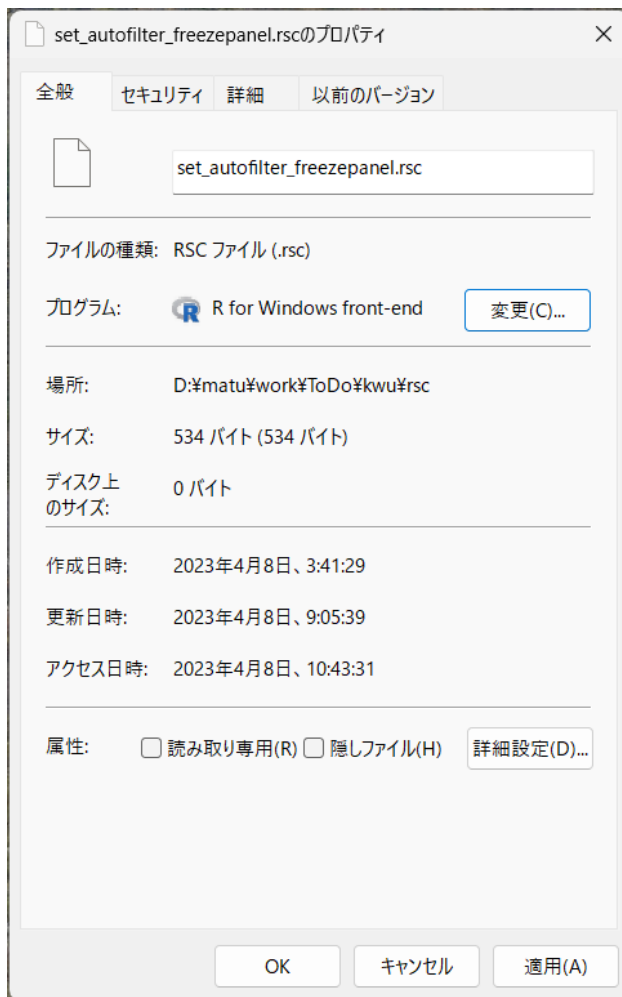 set_autofilter_freezepanel.rscのプロパティ
全般 セキュリティ 詳細 以前のバージョン
set_autofilter_freezepanel.rsc
ファイルの種類: RSC ファイル (.rsc)
プログラム: R for Windows front-end 変更(C)...
場所: D:¥matu¥work¥ToDo¥kwu¥rsc
サイズ: 534 バイト (534 バイト)
ディスク上
のサイズ: 0 バイト
作成日時: 2023年4月8日、3:41:29
更新日時: 2023年4月8日、9:05:39
アクセス日時: 2023年4月8日、10:43:31
属性: 読み取り専用(R) 隠しファイル(H) 詳細設定(D)...
OK キャンセル 適用(A)